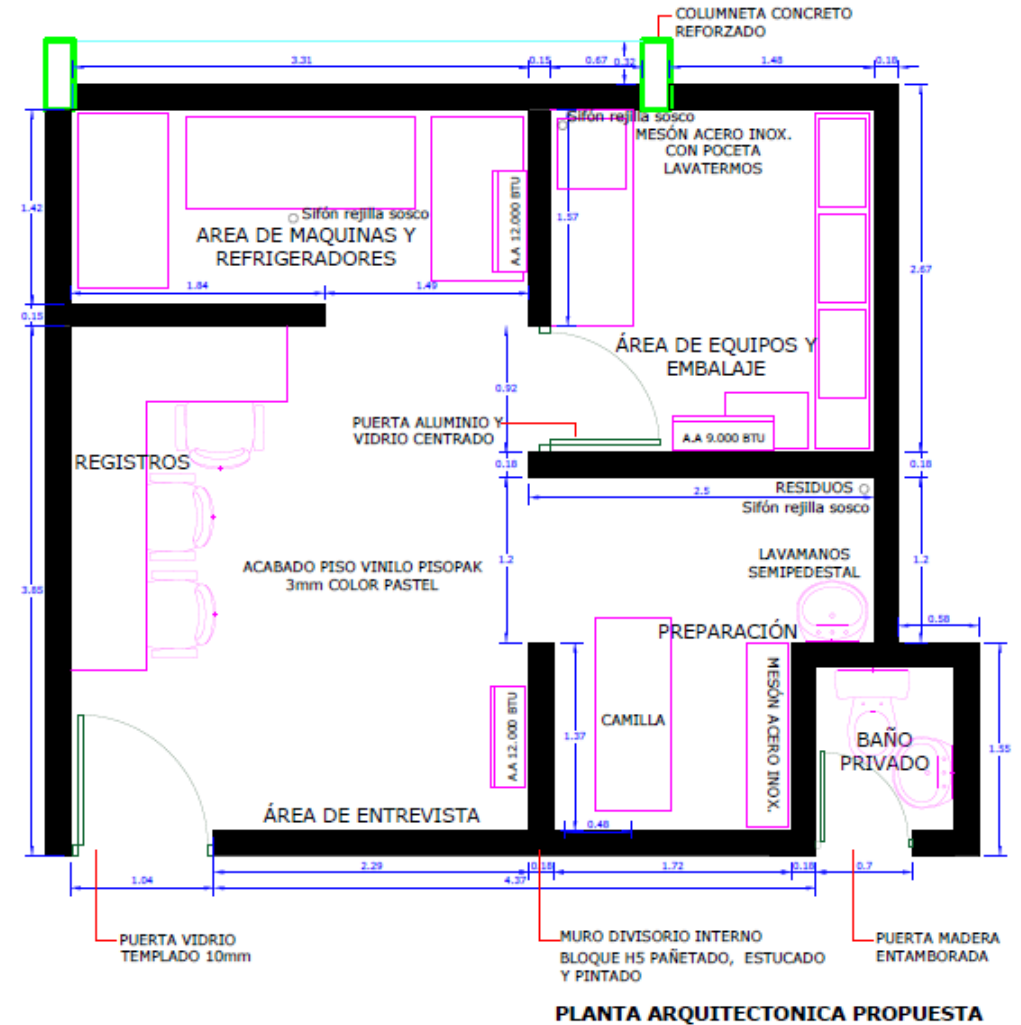 COLUMNETA CONCRETO
REFORZADO
3.31
0.15
0.67
0.32
1.48
0.18
Sifón rejilla sosco
MESÓN ACERO INOX.
CON POCETA
LAVATERMOS
1.42
A.A 12.000 BTU
1.57
Sifón rejilla sosco
AREA DE MAQUINAS Y
REFRIGERADORES
2.67
1.84
1.49
0.15
ÁREA DE EQUIPOS Y
EMBALAJE
0.92
PUERTA ALUMINIO Y
VIDRIO CENTRADO
A.A 9.000 BTU
REGISTROS
0.18
0.18
2.5
RESIDUOS
Sifón rejilla sosco
ACABADO PISO VINILO PISOPAK
3mm COLOR PASTEL
1.2
LAVAMANOS
SEMIPEDESTAL
1.2
3.85
0.58
PREPARACIÓN
MESÓN ACERO INOX.
CAMILLA
A.A 12.000 BTU
1.37
BAÑO
PRIVADO
1.55
ÁREA DE ENTREVISTA
0.48
2.29
0.18
1.72
0.18
0.7
1.04
4.37
PUERTA VIDRIO
TEMPLADO 10mm
MURO DIVISORIO INTERNO
BLOQUE H5 PAÑETADO, ESTUCADO
Y PINTADO
PUERTA MADERA
ENTAMBORADA
PLANTA ARQUITECTONICA PROPUESTA